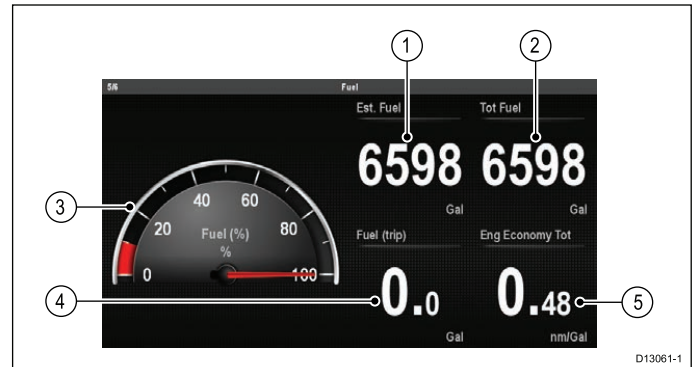 1 2
5/6 Fuel
Est. Fuel Tot Fuel
6598 6598
Gal Gal
3
0 20 40 60 80 100
Fuel (%)
%
Fuel (trip) Eng Economy Tot
4 0.0 0.48 5
Gal nm/Gal
D13061-1